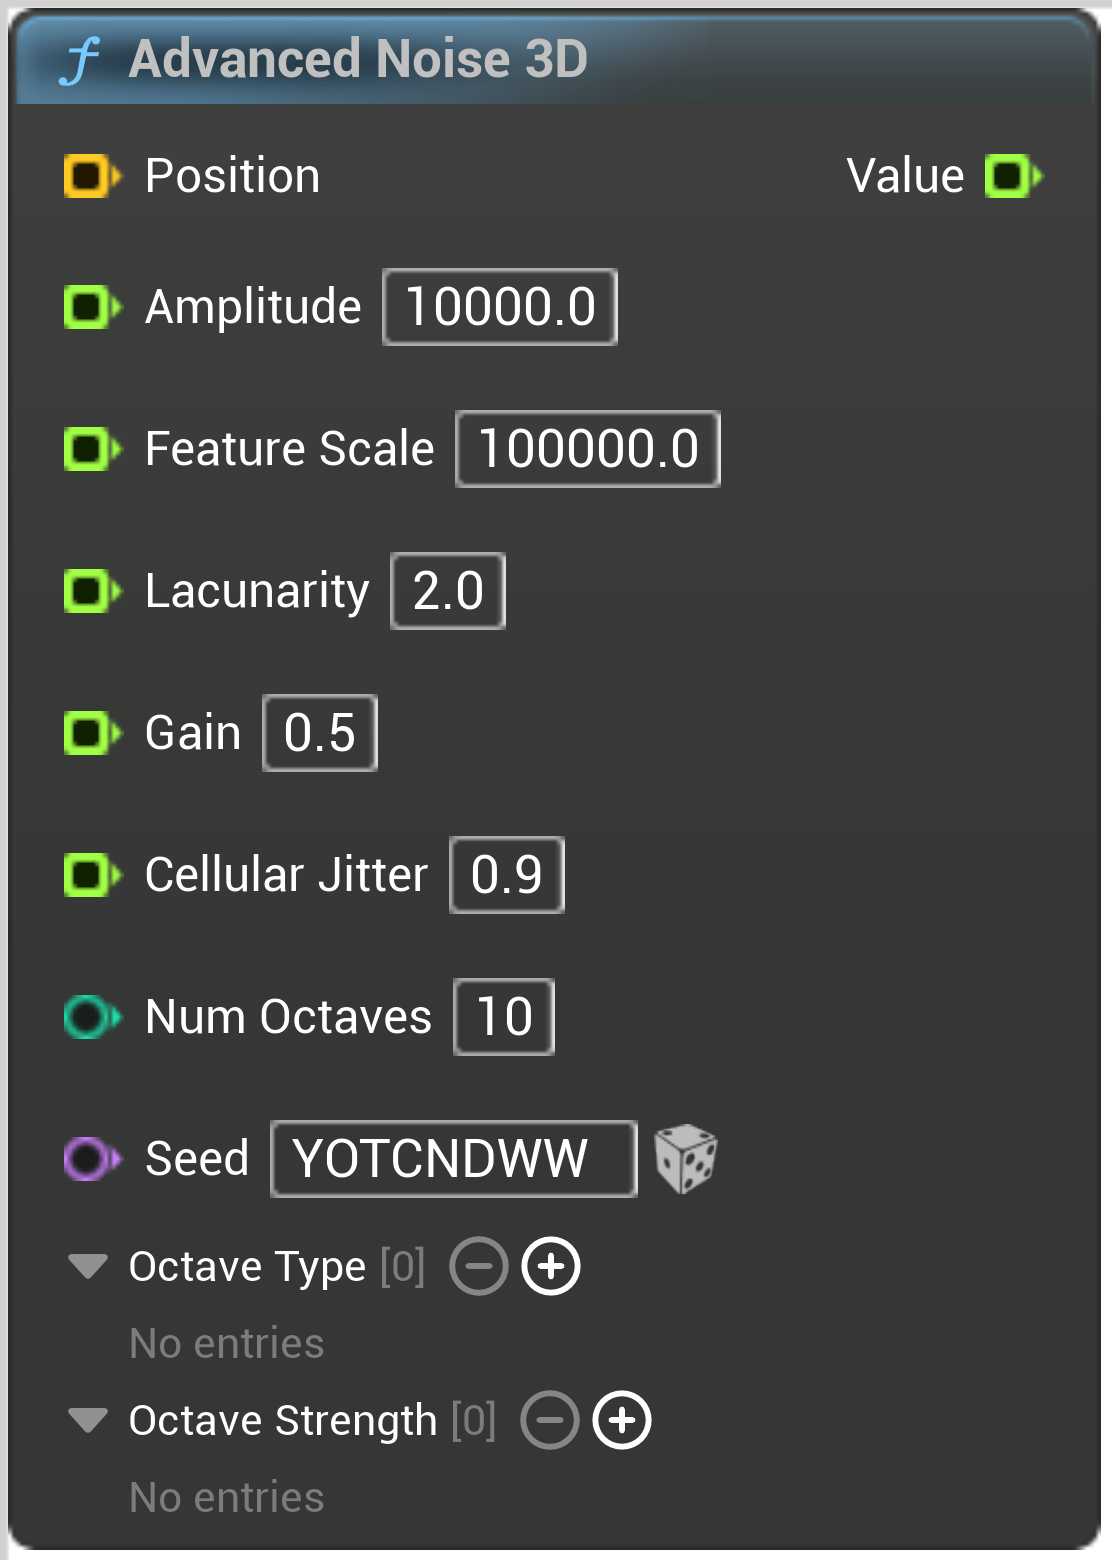 f Advanced Noise 3D
Position Value
Amplitude 10000.0
Feature Scale 100000.0
Lacunarity 2.0
Gain 0.5
Cellular Jitter 0.9
Num Octaves 10
Seed YOTCNDWW
Octave Type [0]
No entries
Octave Strength [0]
No entries